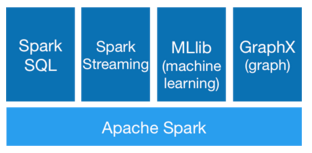 Spark
SQL
Spark
Streaming
MLlib
(machine
learning)
GraphX
(graph)
Apache Spark